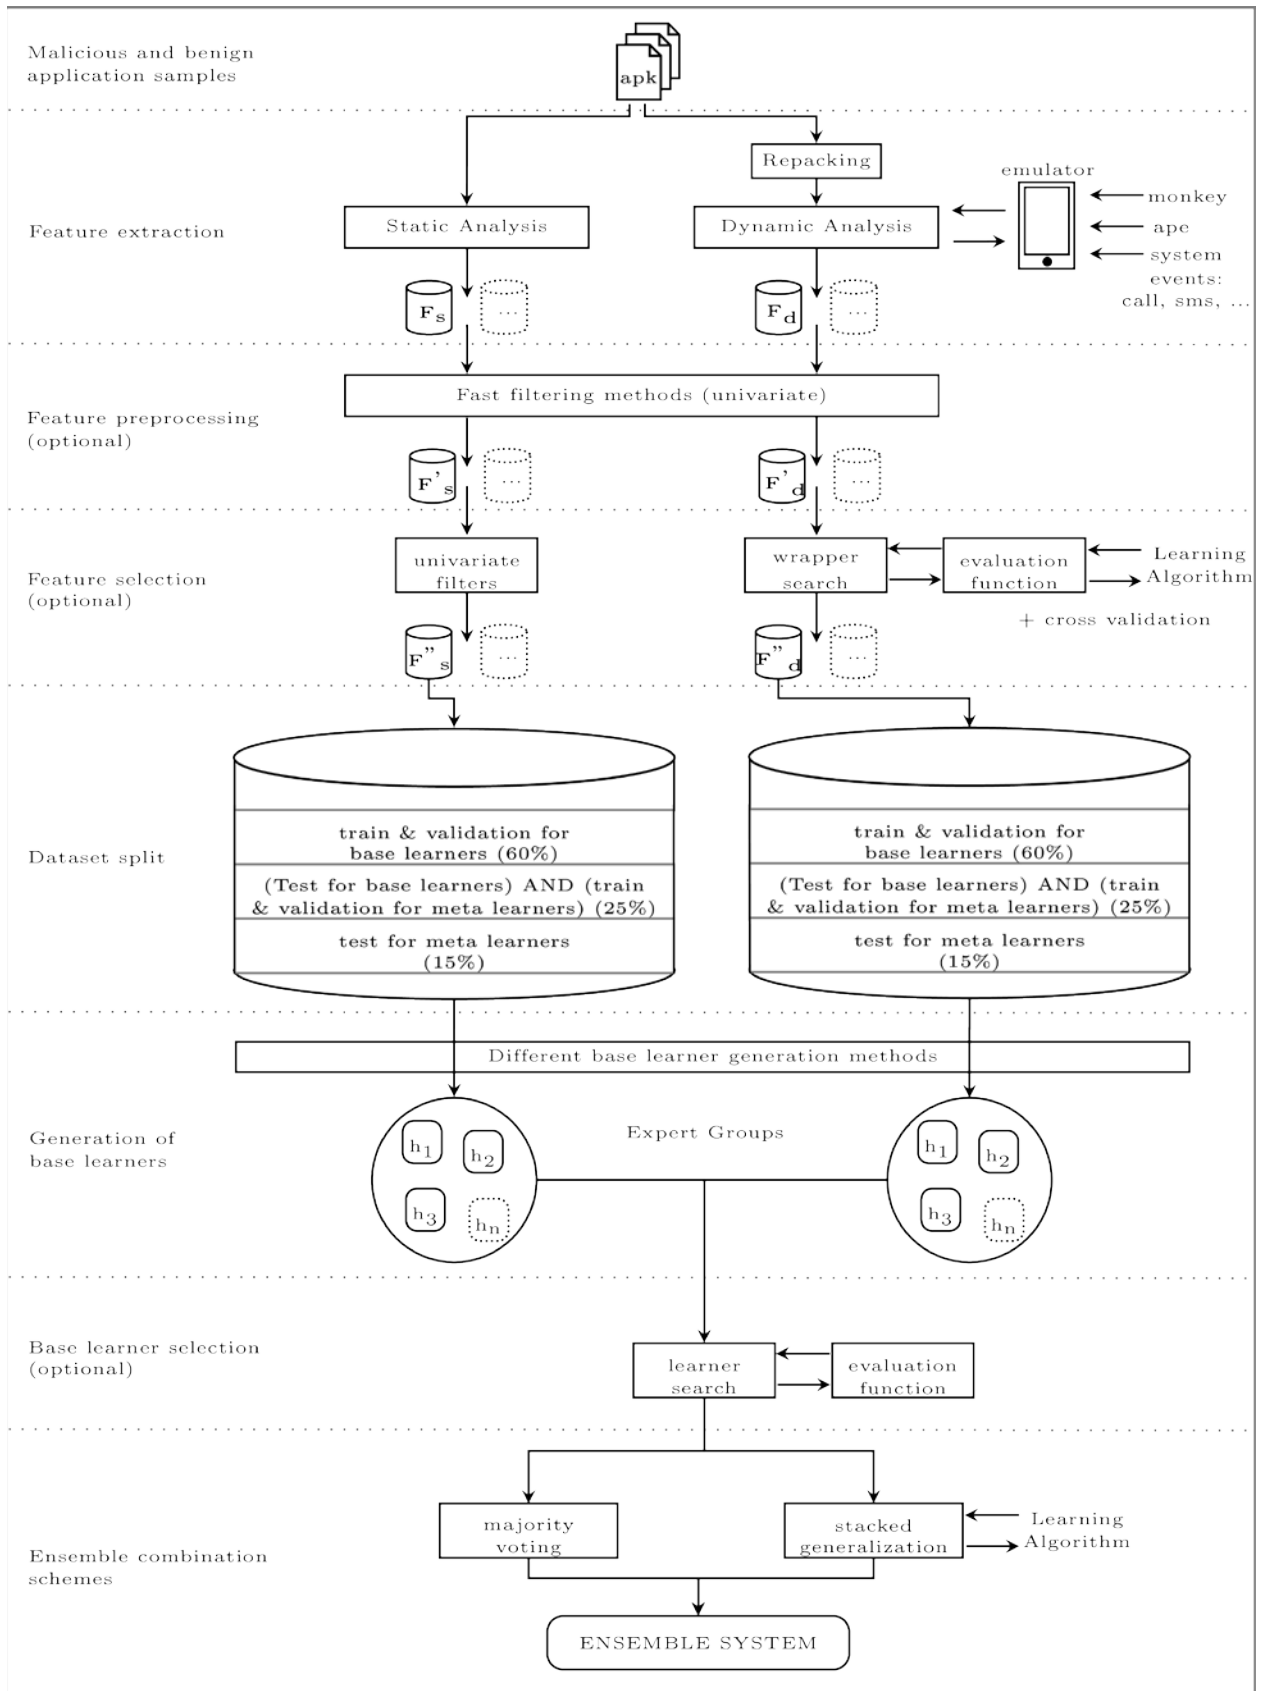 Malicious and benign
application samples
apk
Repacking
emulator
monkey
Feature extraction
Static Analysis
Dynamic Analysis
ape
system
events:
call, sms, ...
Fs
...
Fd
...
Feature preprocessing
(optional)
Fast filtering methods (univariate)
F's
...
F'd
...
Feature selection
(optional)
univariate
filters
wrapper
search
evaluation
function
Learning
Algorithm
+ cross validation
F"s
...
F"d
...
Dataset split
train & validation for
base learners (60%)
(Test for base learners) AND (train
& validation for meta learners) (25%)
test for meta learners
(15%)
train & validation for
base learners (60%)
(Test for base learners) AND (train
& validation for meta learners) (25%)
test for meta learners
(15%)
Different base learner generation methods
Generation of
base learners
Expert Groups
h1
h2
h3
hn
h1
h2
h3
hn
Base learner selection
(optional)
learner
search
evaluation
function
Ensemble combination
schemes
majority
voting
stacked
generalization
Learning
Algorithm
ENSEMBLE SYSTEM